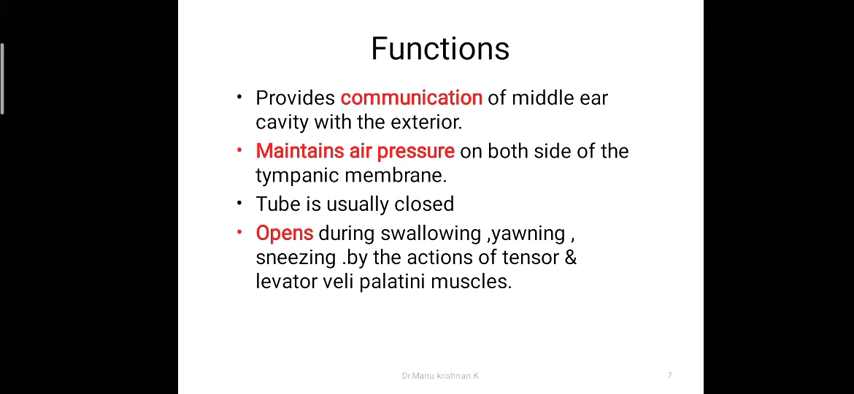 Functions
• Provides communication of middle ear
cavity with the exterior.
• Maintains air pressure on both side of the
tympanic membrane.
• Tube is usually closed
• Opens during swallowing ,yawning ,
sneezing .by the actions of tensor &
levator veli palatini muscles.
Dr.Manu krishnan.K
7